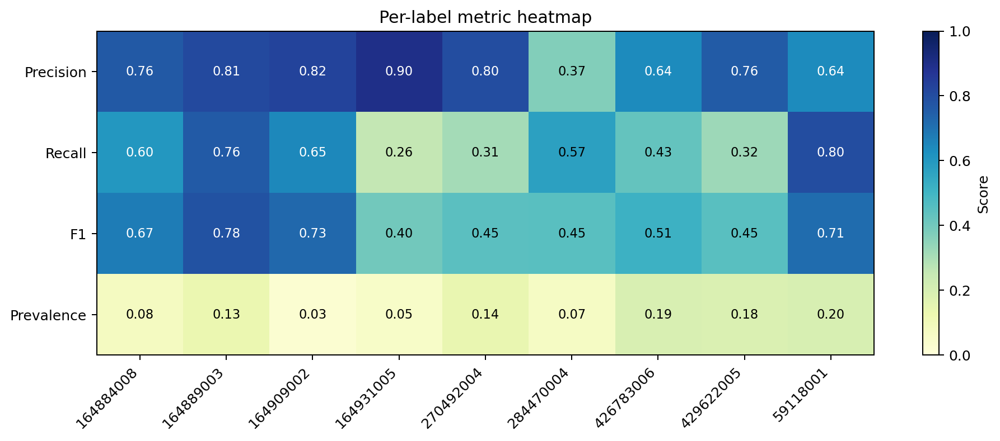 Per-label metric heatmap
Precision 0.76 0.81 0.82 0.90 0.80 0.37 0.64 0.76 0.64
Recall 0.60 0.76 0.65 0.26 0.31 0.57 0.43 0.32 0.80
F1 0.67 0.78 0.73 0.40 0.45 0.45 0.51 0.45 0.71
Prevalence 0.08 0.13 0.03 0.05 0.14 0.07 0.19 0.18 0.20
164884008
164889003
164909002
164931005
270492004
284470004
426783006
429622005
59118001
1.0
0.8
0.6
0.4
0.2
0.0
Score